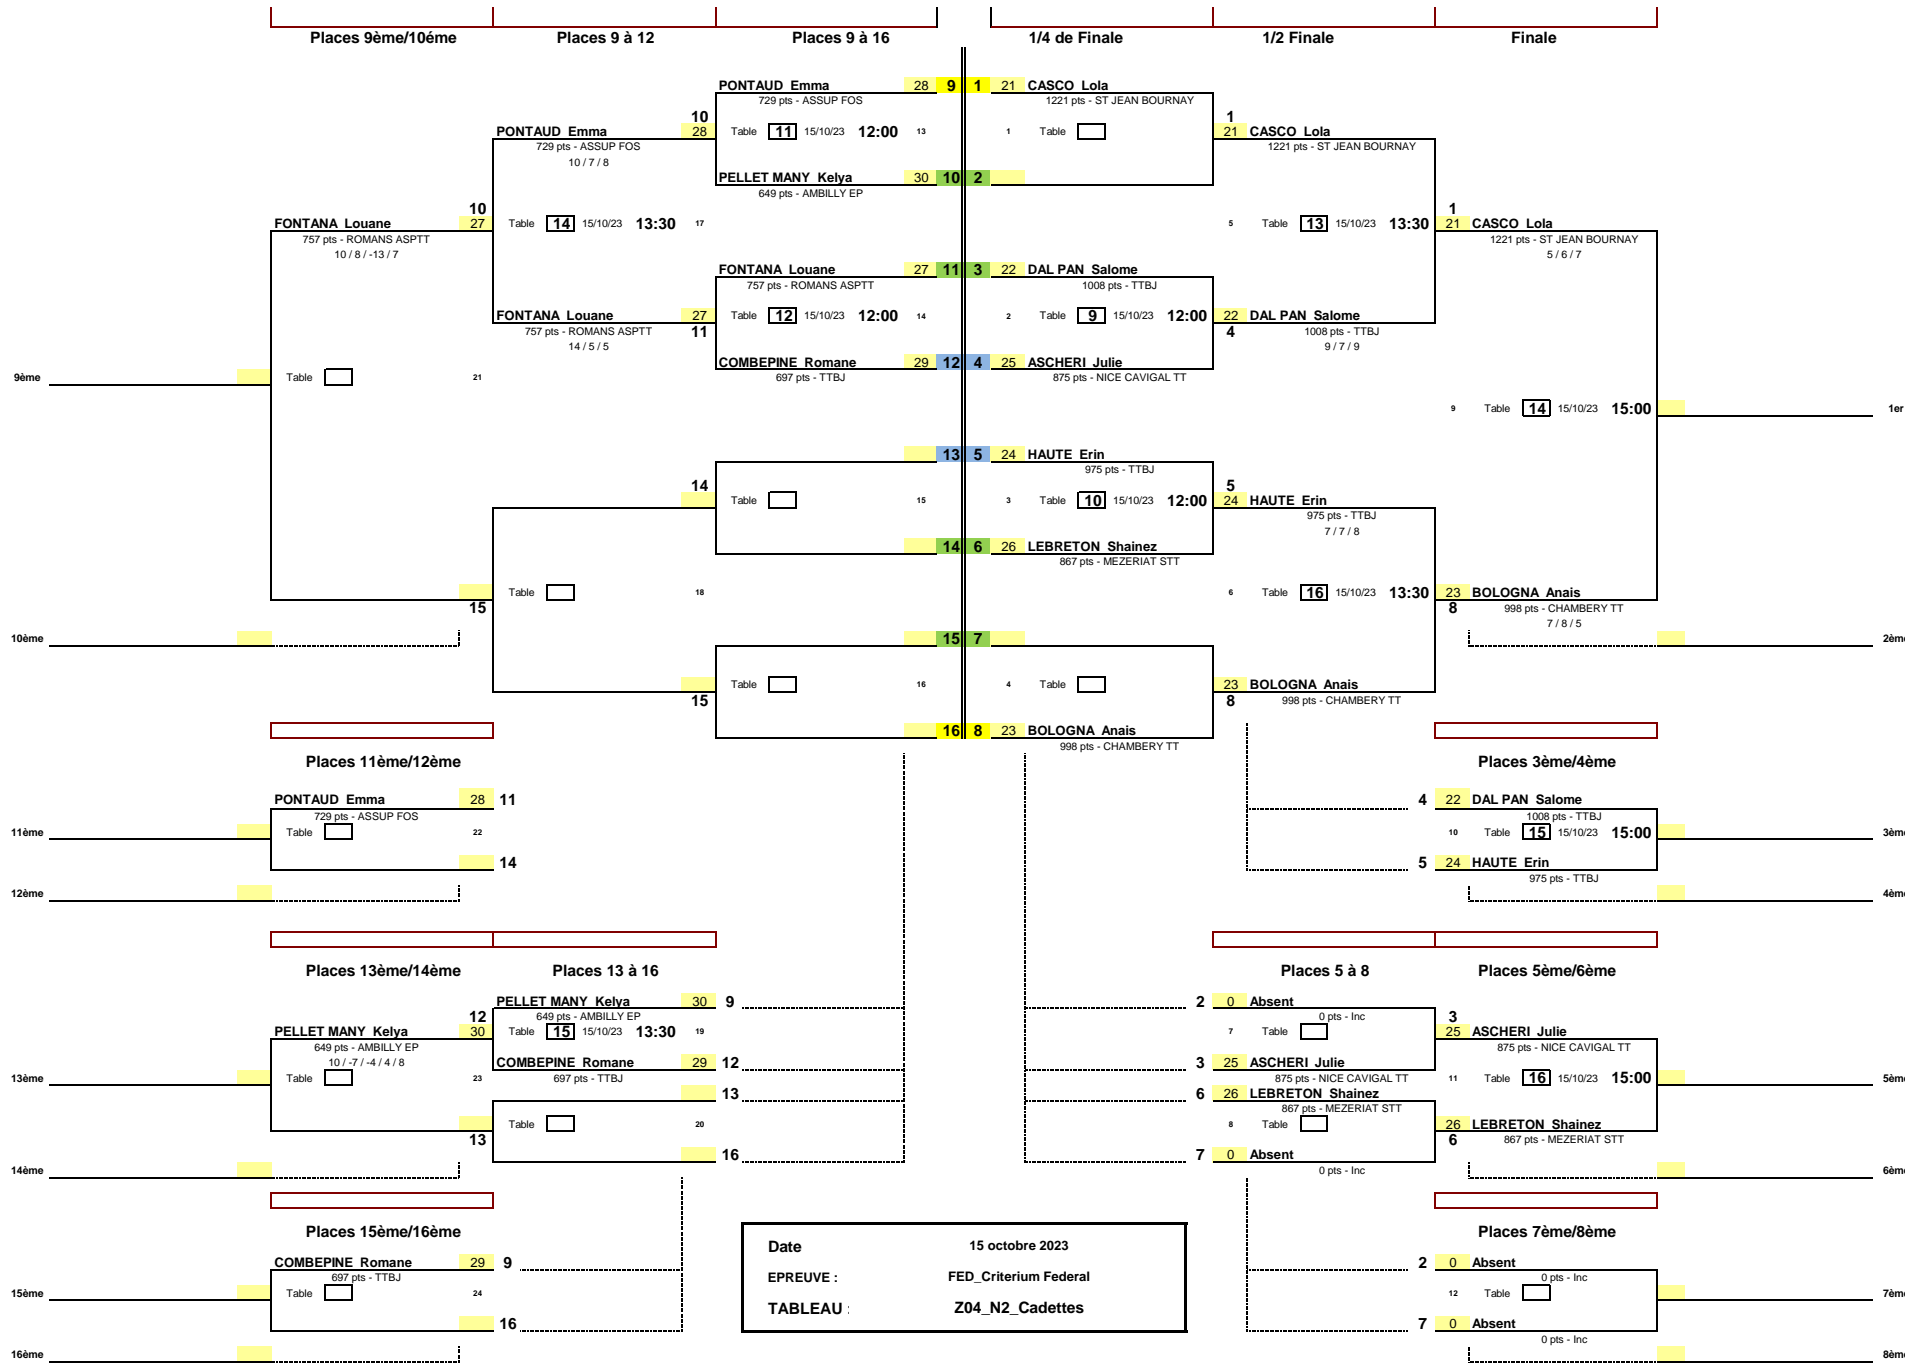 Places 9ème/10éme Places 9 à 12 Places 9 à 16 1/4 de Finale 1/2 Finale Finale
PONTAUD Emma 28 9 1 21 CASCO Lola
729 pts - ASSUP FOS 1221 pts - ST JEAN BOURNAY
10 1
PONTAUD Emma 28 Table 11 15/10/23 12:00 13 1 Table 21 CASCO Lola
729 pts - ASSUP FOS 1221 pts - ST JEAN BOURNAY
10 / 7 / 8
PELLET MANY Kelya 30 10 2
649 pts - AMBILLY EP
10 1
FONTANA Louane 27 Table 14 15/10/23 13:30 17 5 Table 13 15/10/23 13:30 21 CASCO Lola
757 pts - ROMANS ASPTT 1221 pts - ST JEAN BOURNAY
10 / 8 / -13 / 7 5 / 6 / 7
FONTANA Louane 27 11 3 22 DAL PAN Salome
757 pts - ROMANS ASPTT 1008 pts - TTBJ
FONTANA Louane 27 Table 12 15/10/23 12:00 14 2 Table 9 15/10/23 12:00 22 DAL PAN Salome
757 pts - ROMANS ASPTT 11 4 1008 pts - TTBJ
14 / 5 / 5 9 / 7 / 9
COMBEPINE Romane 29 12 4 25 ASCHERI Julie
697 pts - TTBJ 875 pts - NICE CAVIGAL TT
9ème Table 21
9 Table 14 15/10/23 15:00 1er
13 5 24 HAUTE Erin
975 pts - TTBJ
14 5
Table 15 3 Table 10 15/10/23 12:00 24 HAUTE Erin
975 pts - TTBJ
7 / 7 / 8
14 6 26 LEBRETON Shainez
867 pts - MEZERIAT STT
Table 18 6 Table 16 15/10/23 13:30 23 BOLOGNA Anais
15 8 998 pts - CHAMBERY TT
7 / 8 / 5
10ème 15 7 2ème
Table 16 4 Table 23 BOLOGNA Anais
15 8 998 pts - CHAMBERY TT
16 8 23 BOLOGNA Anais
998 pts - CHAMBERY TT
Places 11ème/12ème Places 3ème/4ème
PONTAUD Emma 28 11 4 22 DAL PAN Salome
729 pts - ASSUP FOS 1008 pts - TTBJ
11ème Table 22 10 Table 15 15/10/23 15:00 3ème
14 5 24 HAUTE Erin
975 pts - TTBJ
12ème 4ème
Places 13ème/14ème Places 13 à 16 Places 5 à 8 Places 5ème/6ème
PELLET MANY Kelya 30 9 2 0 Absent
12 649 pts - AMBILLY EP 0 pts - Inc 3
PELLET MANY Kelya 30 Table 15 15/10/23 13:30 19 7 Table 25 ASCHERI Julie
649 pts - AMBILLY EP 875 pts - NICE CAVIGAL TT
10 / -7 / -4 / 4 / 8 COMBEPINE Romane 29 12 3 25 ASCHERI Julie
13ème Table 23 697 pts - TTBJ 875 pts - NICE CAVIGAL TT 11 Table 16 15/10/23 15:00 5ème
13 6 26 LEBRETON Shainez
867 pts - MEZERIAT STT
Table 20 8 Table 26 LEBRETON Shainez
13 6 867 pts - MEZERIAT STT
16 7 0 Absent
14ème 0 pts - Inc 6ème
Places 15ème/16ème Places 7ème/8ème
Date 15 octobre 2023
COMBEPINE Romane 29 9 2 0 Absent
697 pts - TTBJ EPREUVE : FED_Criterium Federal 0 pts - Inc
15ème Table 24 12 Table 7ème
TABLEAU : Z04_N2_Cadettes
16 7 0 Absent
0 pts - Inc
16ème 8ème